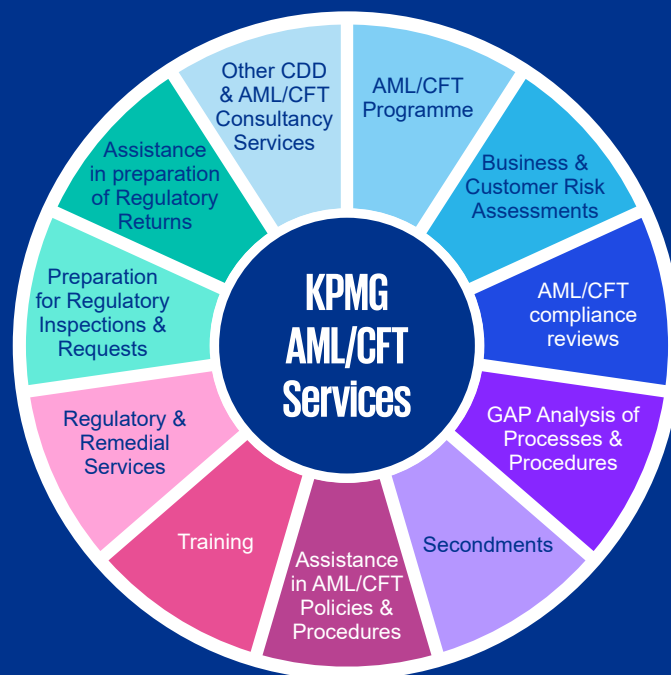 KPMG
AML/CFT
Services
AML/CFT
Programme
Business &
Customer Risk
Assessments
AML/CFT
compliance
reviews
GAP Analysis of
Processes &
Procedures
Secondments
Assistance
in AML/CFT
Policies &
Procedures
Training
Regulatory &
Remedial
Services
Preparation
for Regulatory
Inspections &
Requests
Assistance
in preparation
of Regulatory
Returns
Other CDD
& AML/CFT
Consultancy
Services